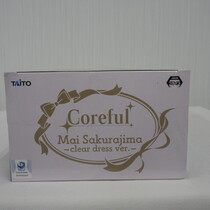 TAITO
Coreful
Mai Sakurajima
~clear dress ver.~